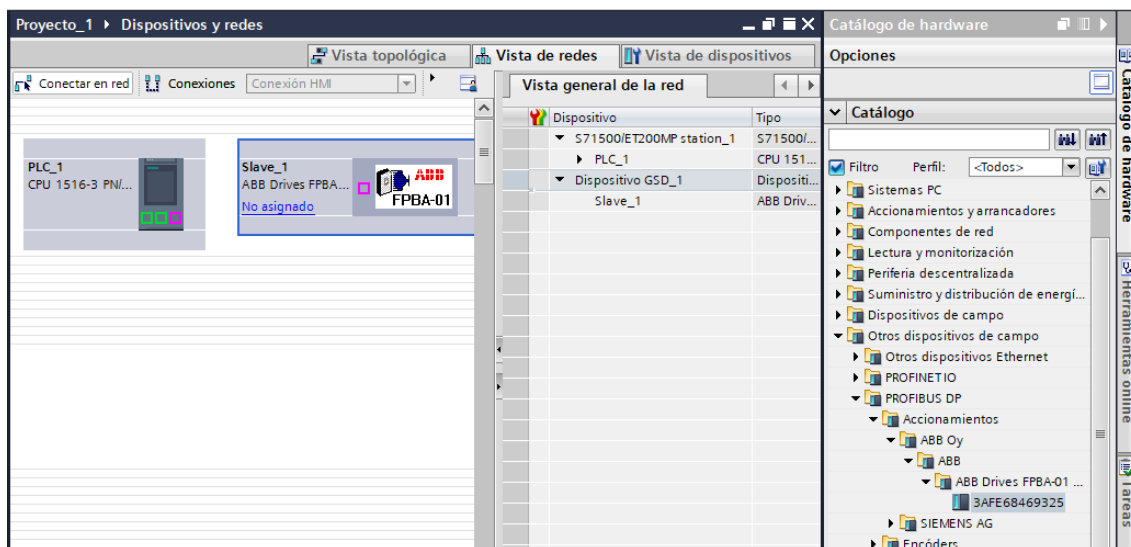 Proyecto_1 ▸ Dispositivos y redes
Vista topológica
Vista de redes
Vista de dispositivos
Conectar en red
Conexiones
Conexión HMI
PLC_1
CPU 1516-3 PN/...
Slave_1
ABB Drives FPBA...
No asignado
ABB
FPBA-01
Vista general de la red
Dispositivo Tipo
S71500/ET200MP station_1 S71500/...
PLC_1 CPU 151...
Dispositivo GSD_1 Dispositi...
Slave_1 ABB Driv...
Catálogo de hardware
Opciones
Catálogo
Filtro Perfil: <Todos>
Sistemas PC
Accionamientos y arrancadores
Componentes de red
Lectura y monitorización
Periferia descentralizada
Suministro y distribución de energí...
Dispositivos de campo
Otros dispositivos de campo
Otros dispositivos Ethernet
PROFINET IO
PROFIBUS DP
Accionamientos
ABB Oy
ABB
ABB Drives FPBA-01 ...
3AFE68469325
SIEMENS AG
Encóders
Catálogo de hardware
Herramientas online
Tareas